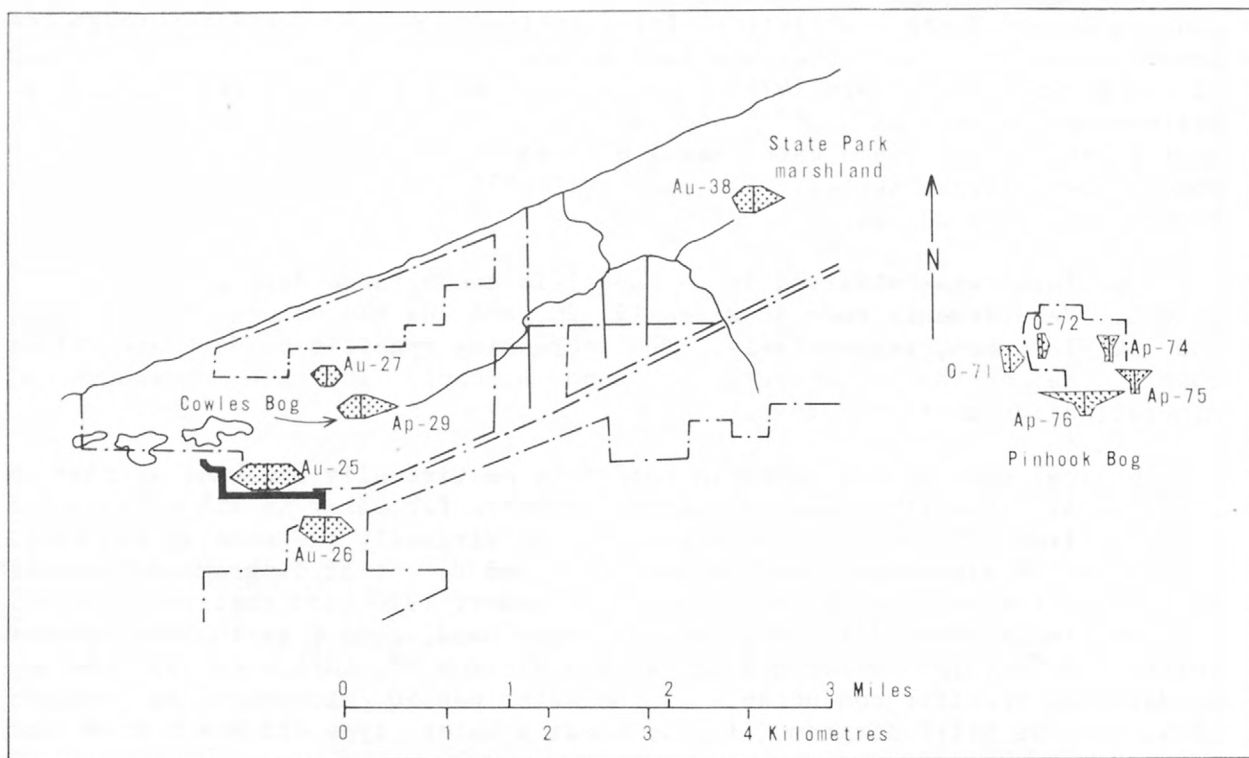 State Park
marshland
Au-38
N
O-72
Ap-74
O-71
Ap-75
Ap-76
Pinhook Bog
Au-27
Cowles Bog
Ap-29
Au-25
Au-26
0 1 2 3 Miles
0 1 2 3 4 Kilometres